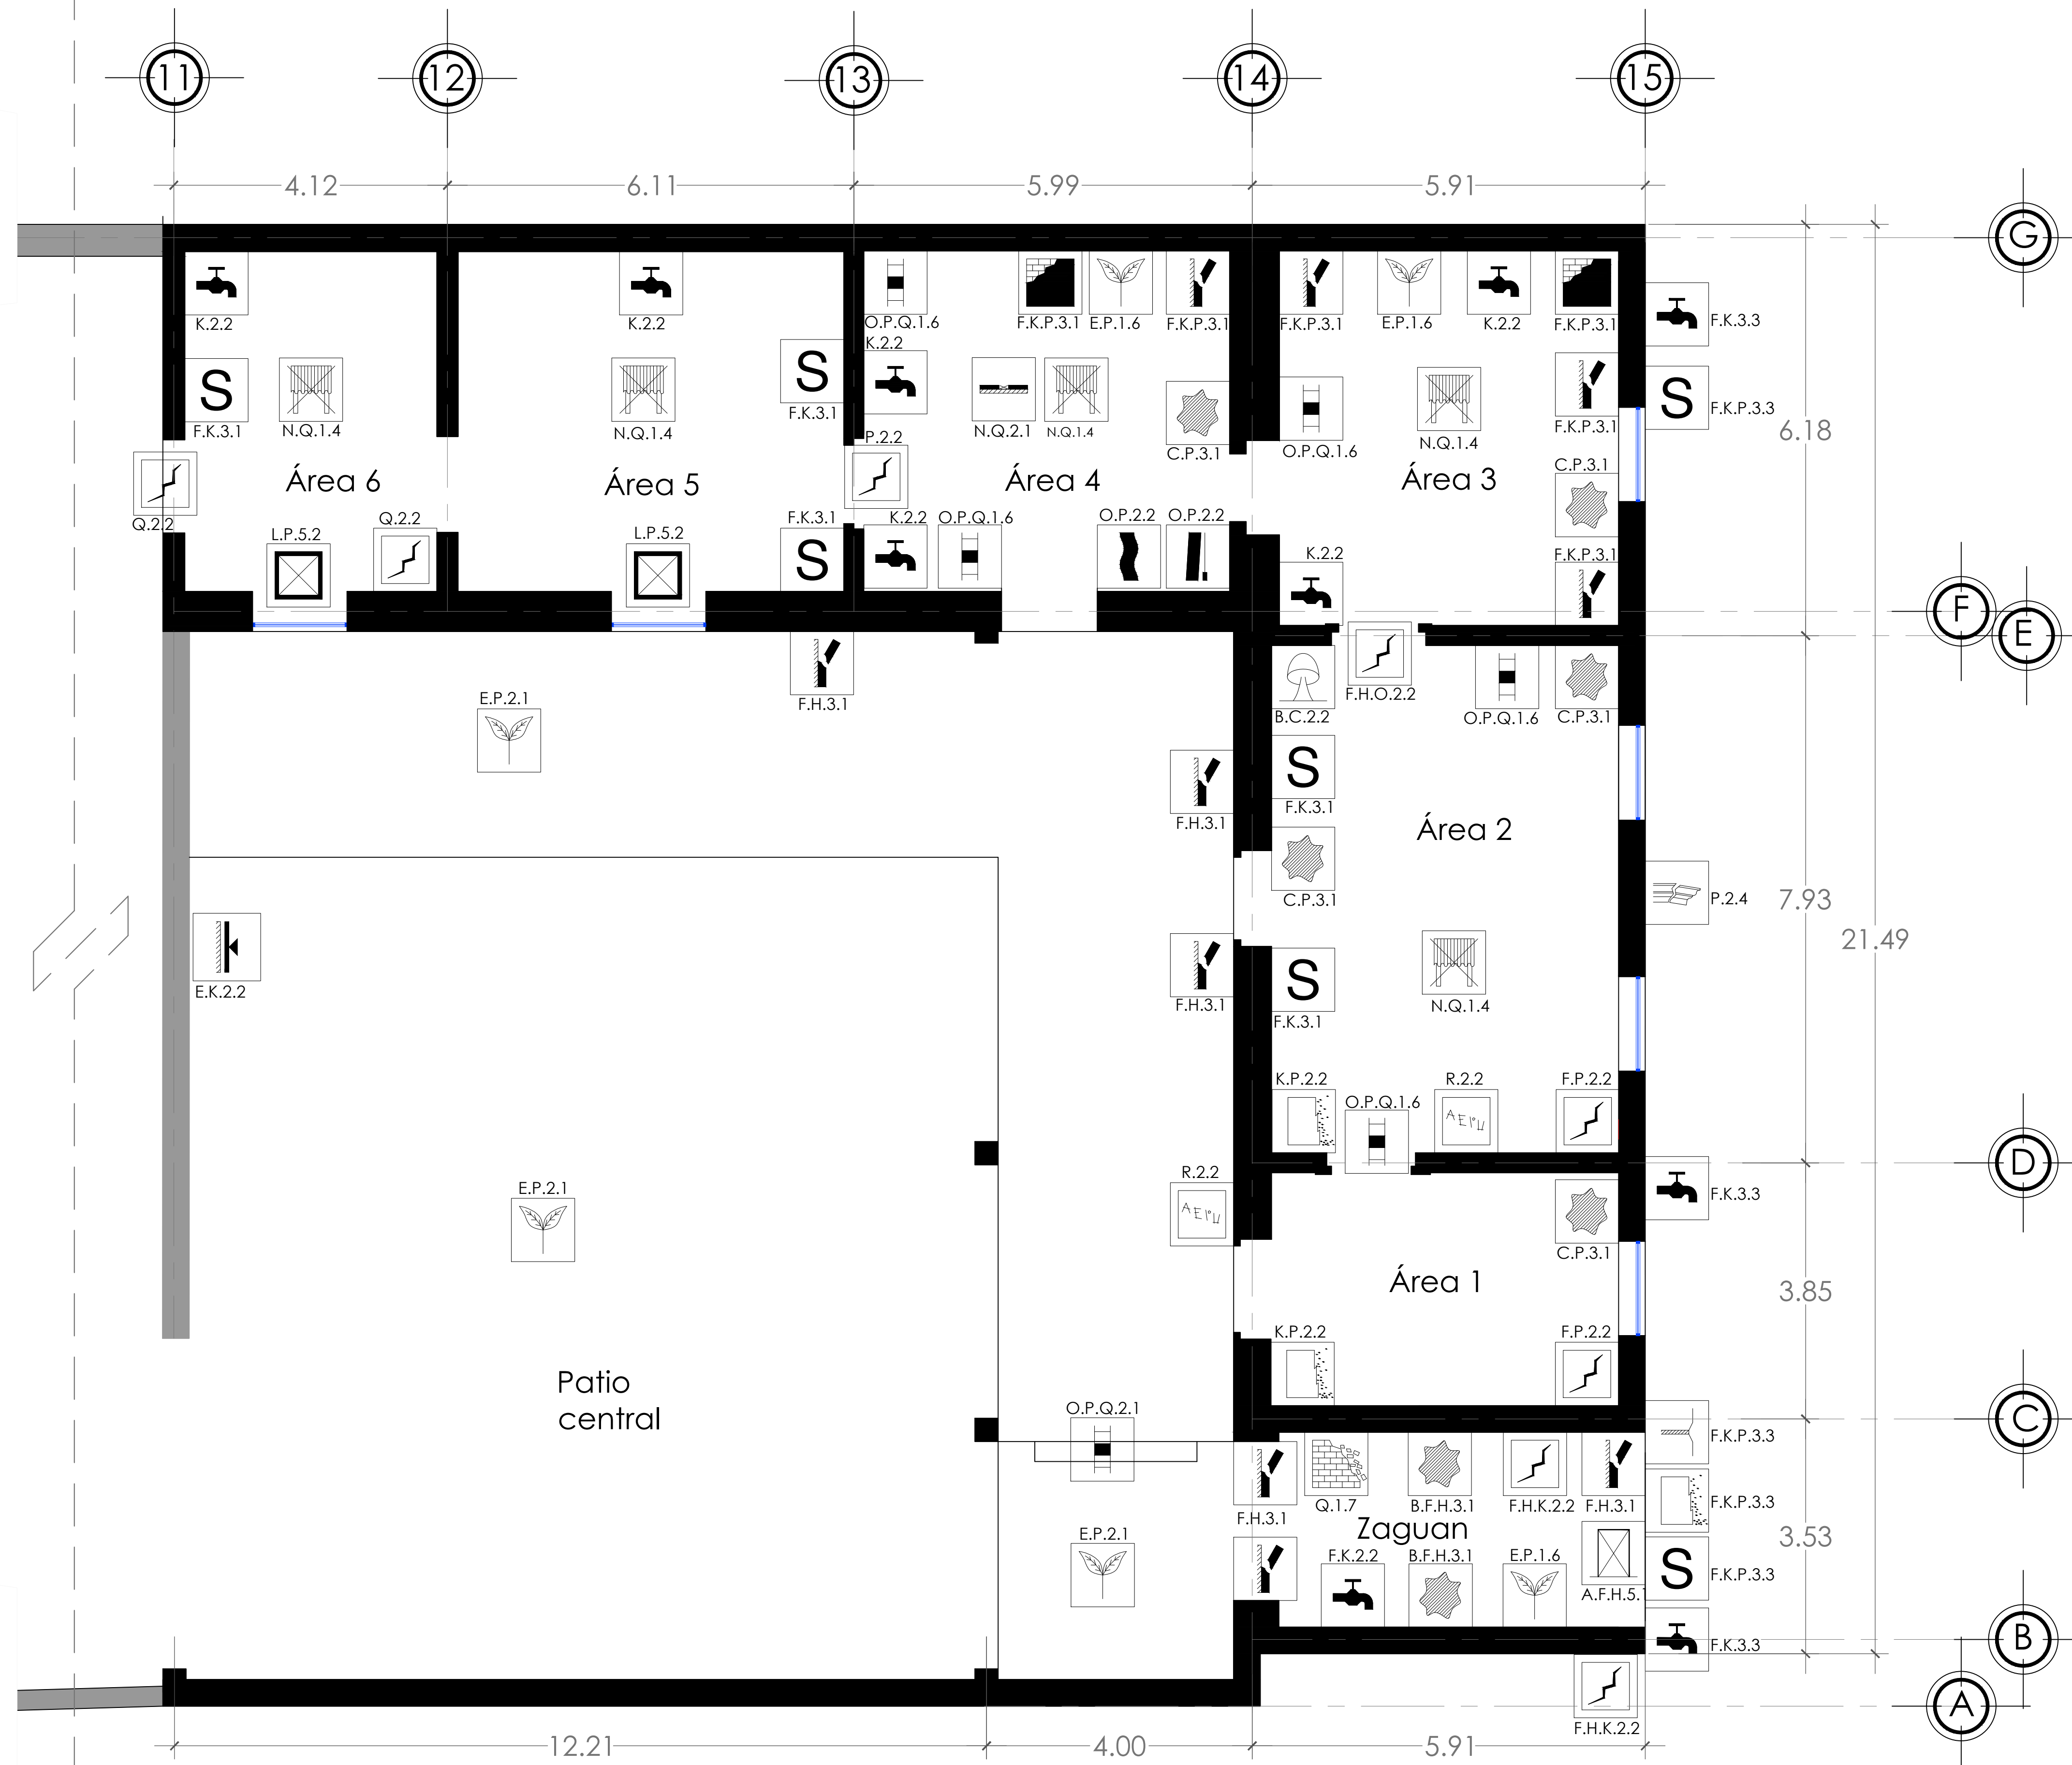 11 12 13 14 15
4.12 6.11 5.99 5.91
G
K.2.2 K.2.2 O.P.Q.1.6 F.K.P.3.1 E.P.1.6 F.K.P.3.1 F.K.P.3.1 E.P.1.6 K.2.2 F.K.P.3.1 F.K.3.3
K.2.2
S S S F.K.P.3.3
F.K.3.1 N.Q.1.4 N.Q.1.4 F.K.3.1 N.Q.2.1 N.Q.1.4 F.K.P.3.1
6.18
P.2.2 C.P.3.1 O.P.Q.1.6 N.Q.1.4
C.P.3.1
Área 6 Área 5 Área 4 Área 3
Q.2.2 Q.2.2 F.K.3.1 K.2.2 O.P.Q.1.6 O.P.2.2 O.P.2.2
L.P.5.2 L.P.5.2
S K.2.2 F.K.P.3.1
F E
E.P.2.1 F.H.3.1 F.H.O.2.2
B.C.2.2 O.P.Q.1.6 C.P.3.1
S
F.K.3.1
F.H.3.1 Área 2
C.P.3.1 P.2.4 7.93
21.49
E.K.2.2 F.H.3.1 S N.Q.1.4
F.K.3.1
K.P.2.2 O.P.Q.1.6 R.2.2 F.P.2.2
A E I U
D
E.P.2.1 R.2.2 F.K.3.3
A E I U
C.P.3.1
Área 1 3.85
K.P.2.2 F.P.2.2
Patio
central
O.P.Q.2.1 C
F.K.P.3.3
F.H.3.1 Q.1.7 B.F.H.3.1 F.H.K.2.2 F.H.3.1 F.K.P.3.3
Zaguan 3.53
E.P.2.1 F.K.2.2 B.F.H.3.1 E.P.1.6 S F.K.P.3.3
A.F.H.5.
F.K.3.3 B
A
F.H.K.2.2
12.21 4.00 5.91